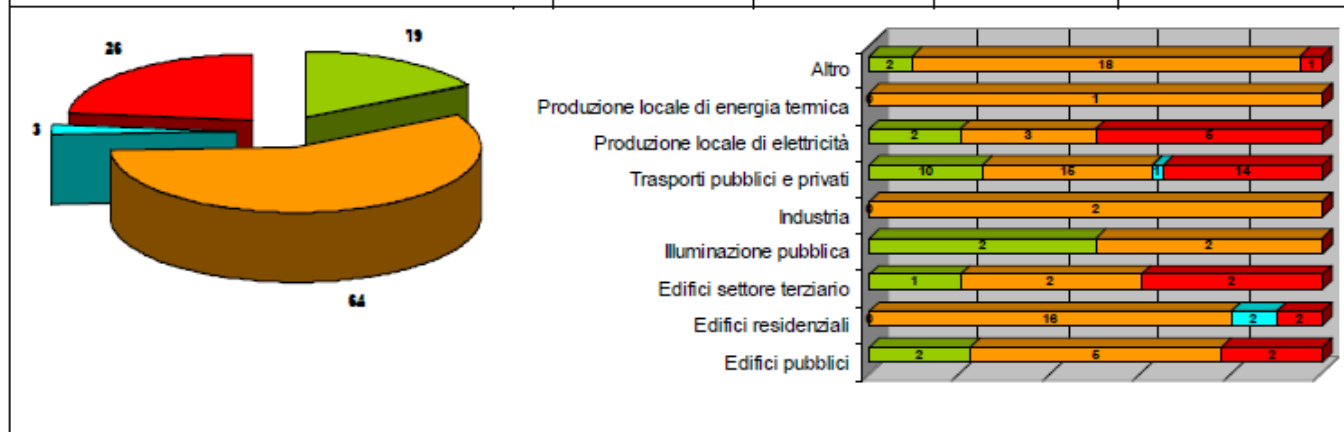 19
26
3
64
Altro 2 18 1
Produzione locale di energia termica 0 1
Produzione locale di elettricità 2 3 5
Trasporti pubblici e privati 10 15 1 14
Industria 0 2
Illuminazione pubblica 2 2
Edifici settore terziario 1 2 2
Edifici residenziali 0 16 2 2
Edifici pubblici 2 5 2